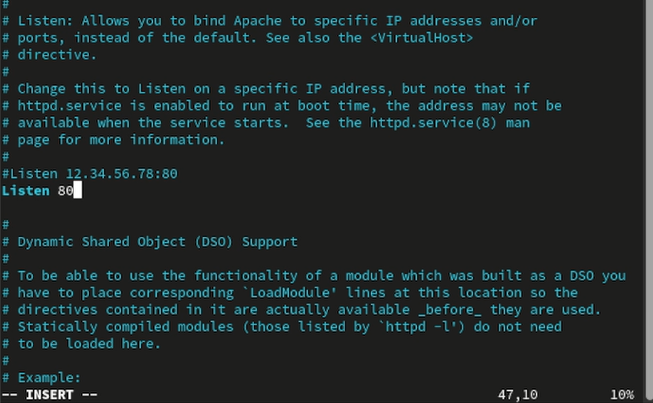 #
# Listen: Allows you to bind Apache to specific IP addresses and/or
# ports, instead of the default. See also the <VirtualHost>
# directive.
#
# Change this to Listen on a specific IP address, but note that if
# httpd.service is enabled to run at boot time, the address may not be
# available when the service starts.  See the httpd.service(8) man
# page for more information.
#
#Listen 12.34.56.78:80
Listen 80
#
# Dynamic Shared Object (DSO) Support
#
# To be able to use the functionality of a module which was built as a DSO you
# have to place corresponding `LoadModule' lines at this location so the
# directives contained in it are actually available _before_ they are used.
# Statically compiled modules (those listed by `httpd -l') do not need
# to be loaded here.
#
# Example:
-- INSERT -- 47,10 10%